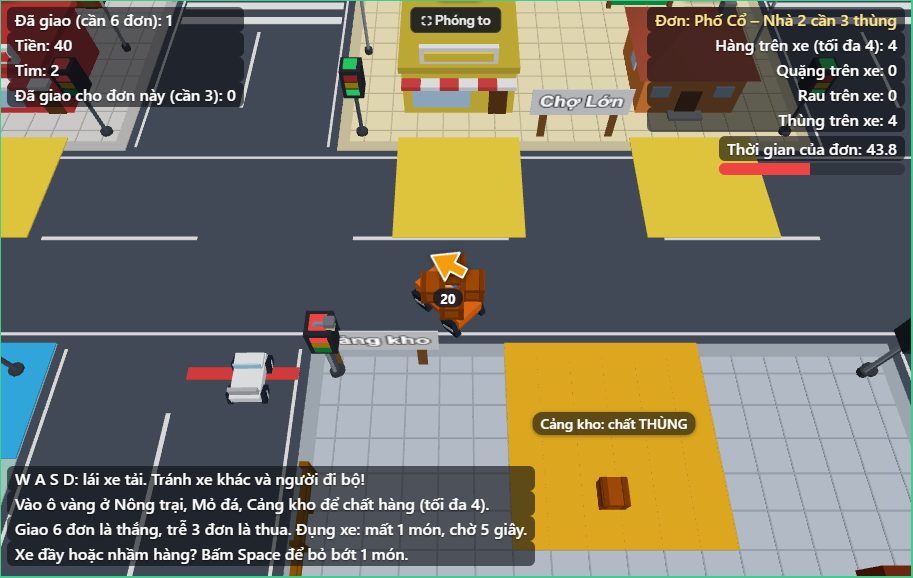 Đã giao (cần 6 đơn): 1
Tiền: 40
Tim: 2
Đã giao cho đơn này (cần 3): 0
Phóng to
Đơn: Phố Cổ – Nhà 2 cần 3 thùng
Hàng trên xe (tối đa 4): 4
Quặng trên xe: 0
Rau trên xe: 0
Thùng trên xe: 4
Thời gian của đơn: 43.8
Chợ Lớn
20
ảng kho
Cảng kho: chất THÙNG
W A S D: lái xe tải. Tránh xe khác và người đi bộ!
Vào ô vàng ở Nông trại, Mỏ đá, Cảng kho để chất hàng (tối đa 4).
Giao 6 đơn là thắng, trễ 3 đơn là thua. Đụng xe: mất 1 món, chờ 5 giây.
Xe đầy hoặc nhầm hàng? Bấm Space để bỏ bớt 1 món.